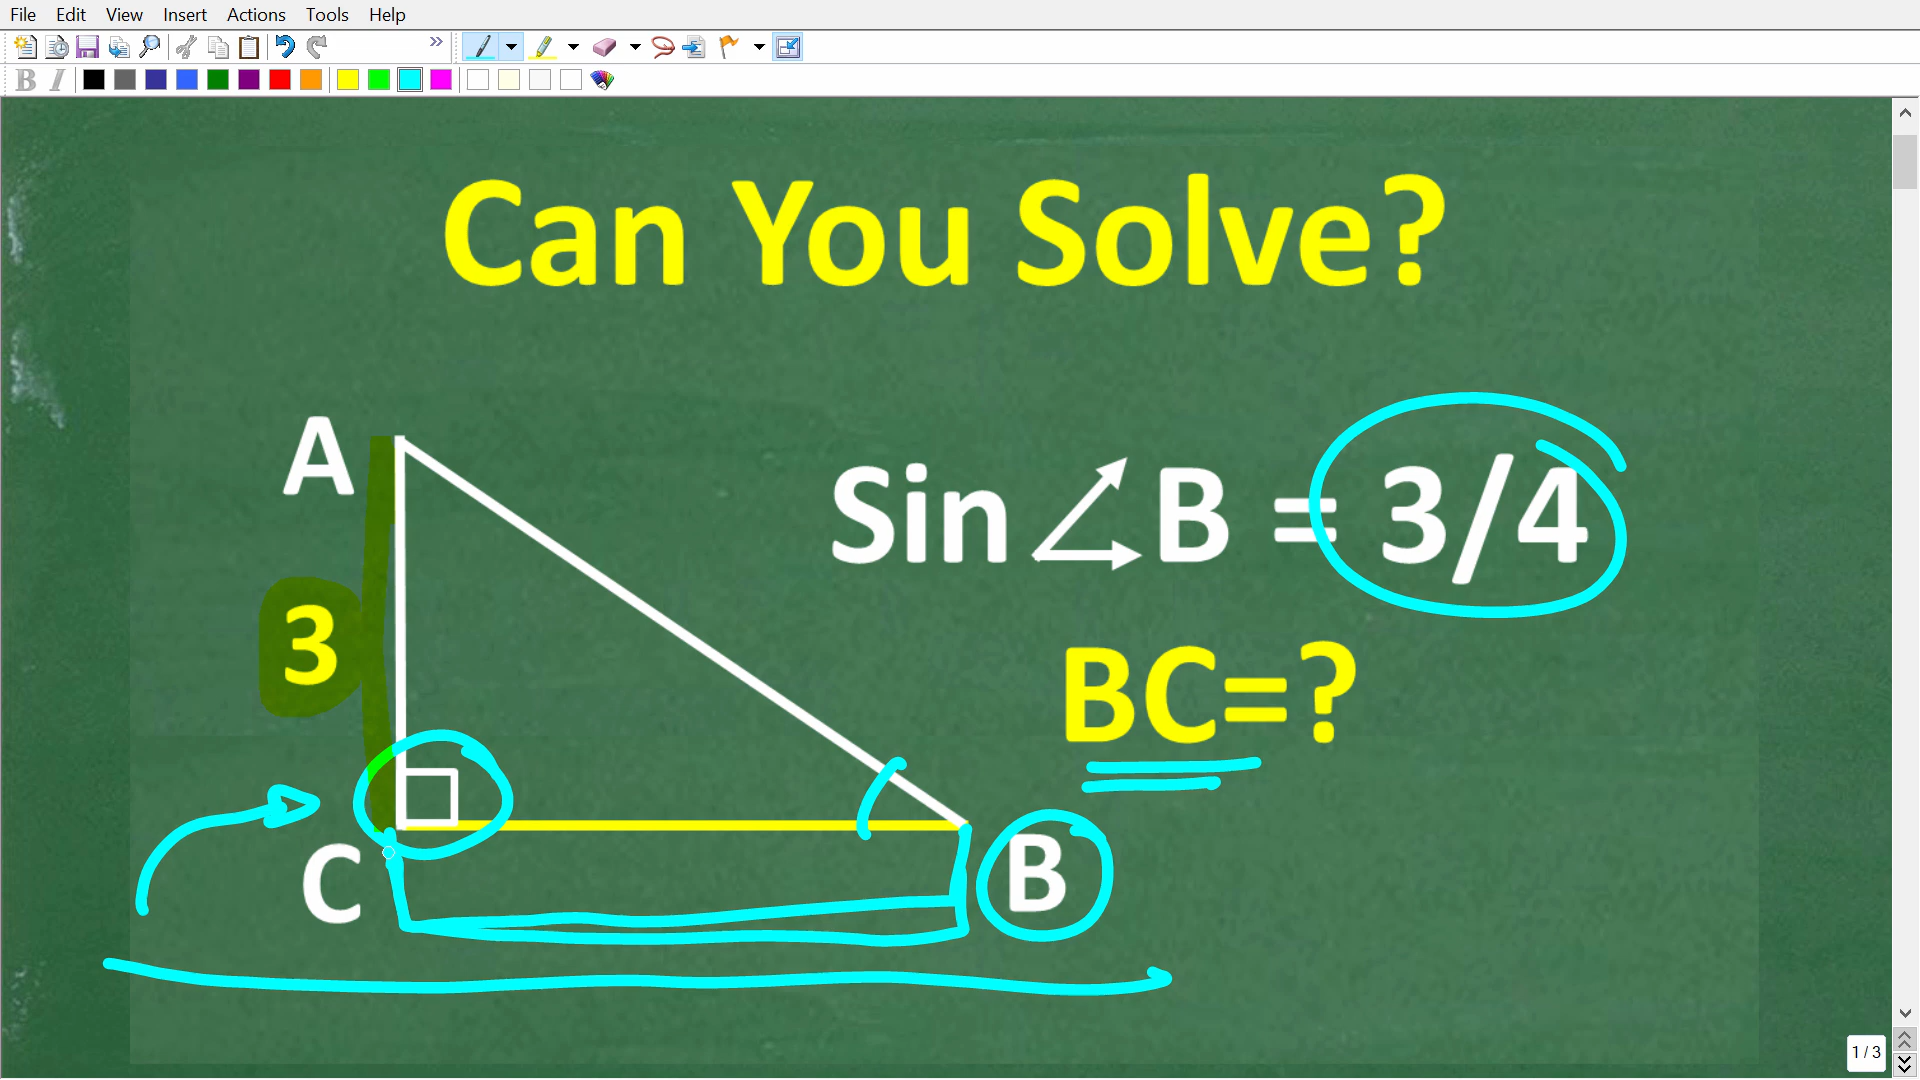 File Edit View Insert Actions Tools Help
B I
Can You Solve?
A
Sin ∠ B = 3/4
3
BC=?
C
B
1 / 3